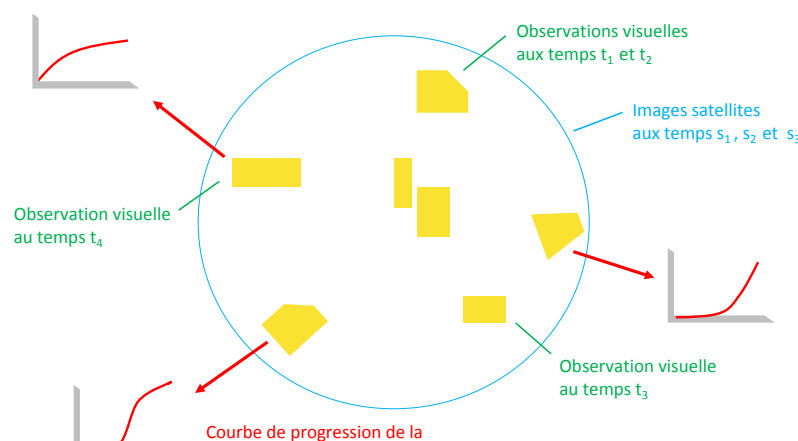 Observations visuelles
aux temps t₁ et t₂
Images satellites
aux temps s₁ , s₂ et s₃
Observation visuelle
au temps t₄
Observation visuelle
au temps t₃
Courbe de progression de la